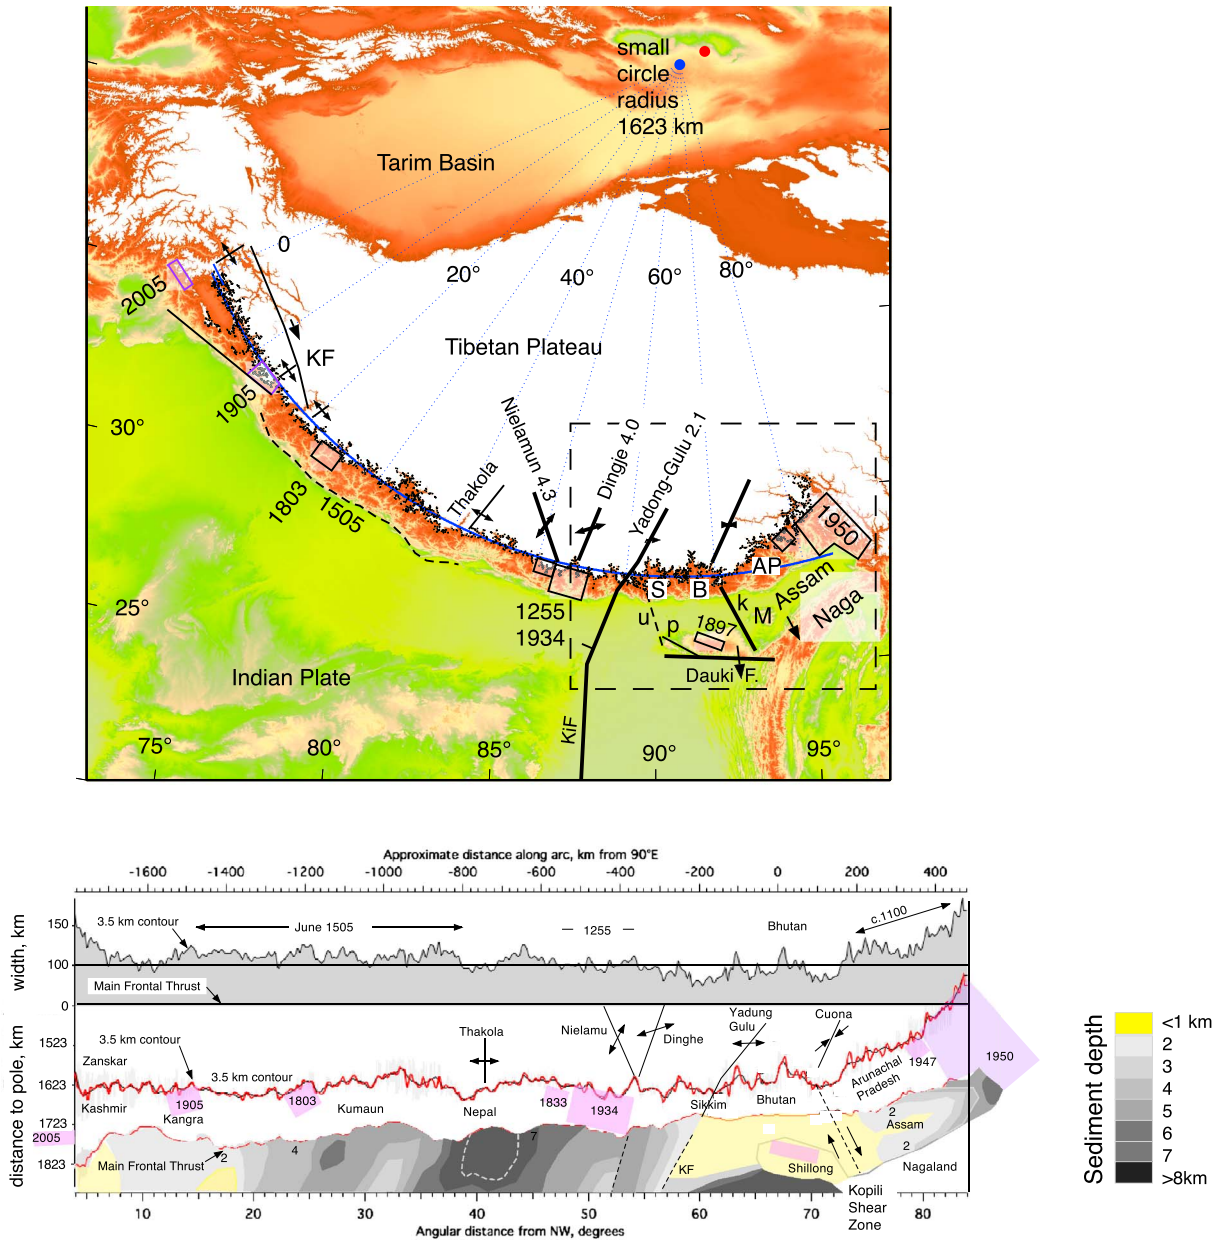 small
circle
radius
1623 km
Tarim Basin
0
20°
40°
60°
80°
2005
KF
Tibetan Plateau
1905
30°
1803
1505
Thakola
Nielamun 4.3
Dingje 4.0
Yadong-Gulu 2.1
1950
AP
S
B
Assam
Naga
k
M
u
p
1897
25°
1255
1934
Dauki F.
Indian Plate
KiF
75°
80°
85°
90°
95°
Approximate distance along arc, km from 90°E
-1600 -1400 -1200 -1000 -800 -600 -400 -200 0 200 400
width, km
150
100
0
3.5 km contour
June 1505
1255
Bhutan
c.1100
Main Frontal Thrust
distance to pole, km
1523
1623
1723
1823
2005
Zanskar
3.5 km contour
3.5 km contour
Kashmir
1905
Kangra
1803
Kumaun
Thakola
Nepal
Nielamu
Dinghe
1833
1934
Yadung
Gulu
Cuona
Sikkim
Bhutan
Arunachal
Pradesh
1947
1950
Main Frontal Thrust
2
4
7
KF
Shillong
2
Assam
2
Nagaland
Kopili
Shear
Zone
10 20 30 40 50 60 70 80
Angular distance from NW, degrees
Sediment depth
<1 km
2
3
4
5
6
7
>8km